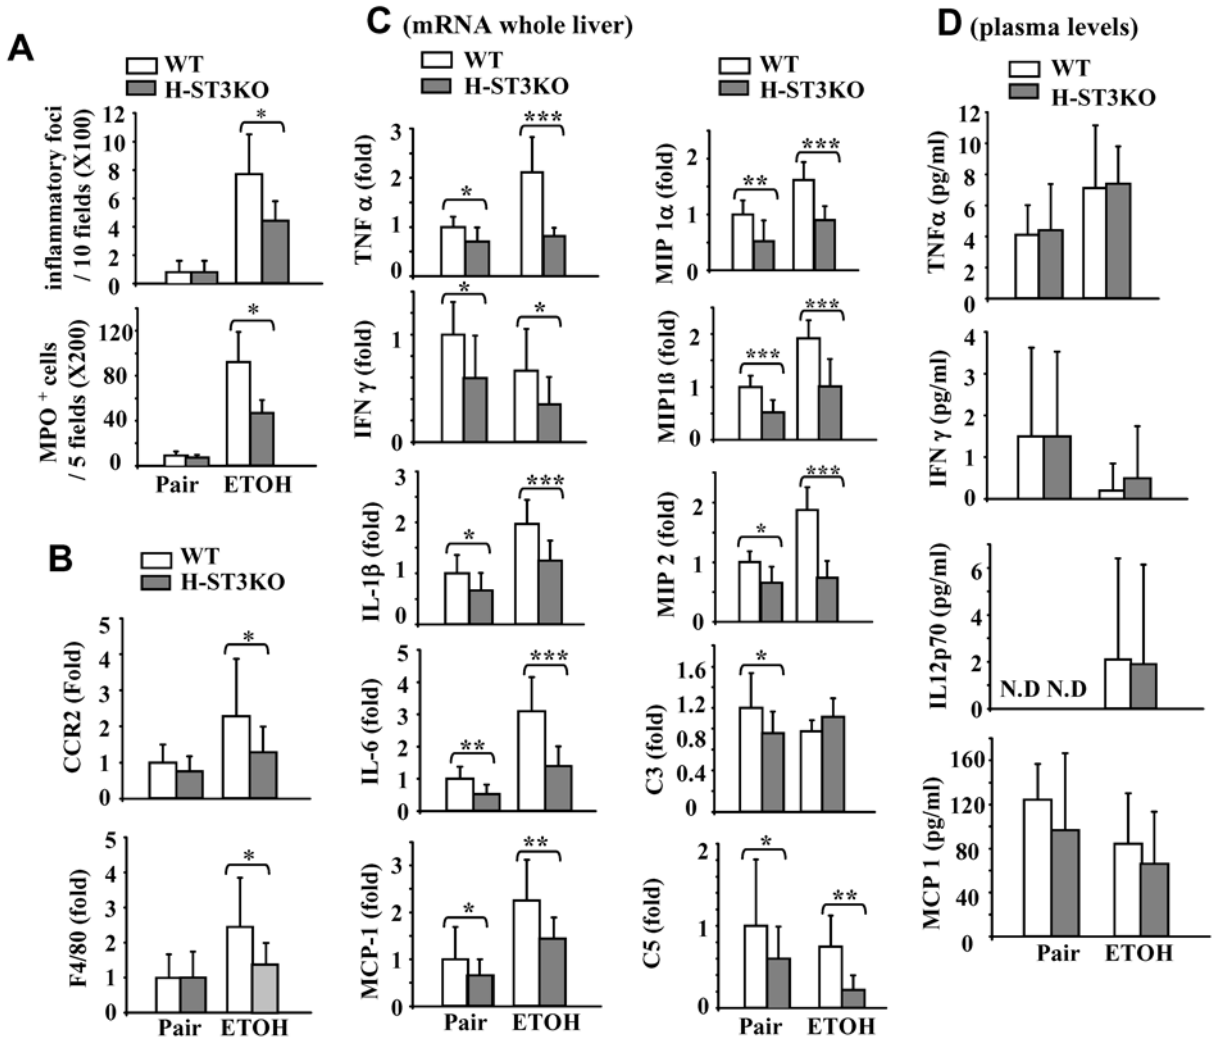 A
WT
H-ST3KO
inflammatory foci
/ 10 fields (X100)
12
10
8
6
4
2
0
*
MPO + cells
/ 5 fields (X200)
120
80
40
0
*
Pair ETOH
B
WT
H-ST3KO
CCR2 (Fold)
5
4
3
2
1
0
*
F4/80 (fold)
5
4
3
2
1
0
*
Pair ETOH
C (mRNA whole liver)
WT
H-ST3KO
TNF α (fold)
3
2
1
0
*
***
IFN γ (fold)
1
0
*
*
IL-1β (fold)
3
2
1
0
*
***
IL-6 (fold)
5
4
3
2
1
0
**
***
MCP-1 (fold)
3
2
1
0
*
**
Pair ETOH
WT
H-ST3KO
MIP 1α (fold)
2
1
0
**
***
MIP1ß (fold)
2
1
0
***
***
MIP 2 (fold)
2
1
0
*
***
C3 (fold)
1.6
1.2
0.8
0.4
0
*
C5 (fold)
2
1
0
*
**
Pair ETOH
D (plasma levels)
WT
H-ST3KO
TNFα (pg/ml)
12
10
8
6
4
2
0
IFN γ (pg/ml)
4
3
2
1
0
IL12p70 (pg/ml)
6
4
2
0
N.D N.D
MCP 1 (pg/ml)
160
120
80
40
0
Pair ETOH